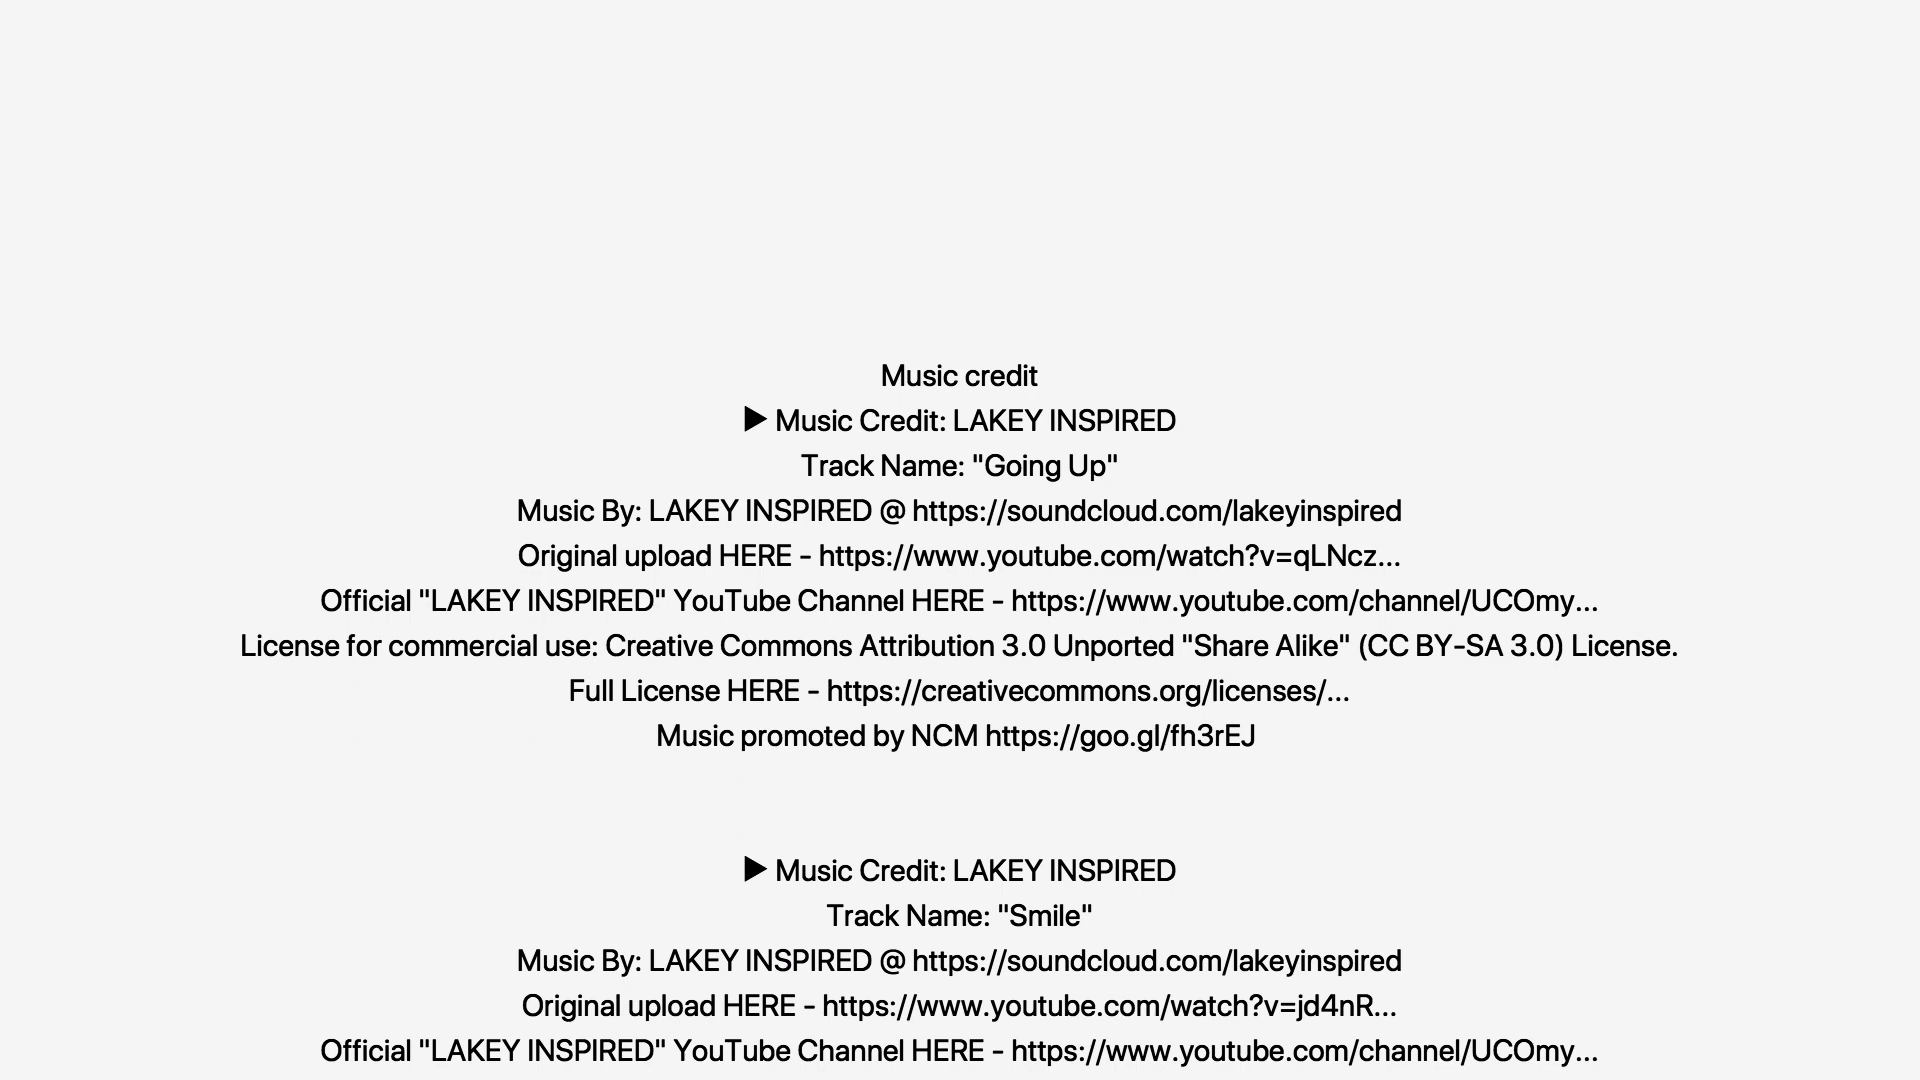 Music credit
▶ Music Credit: LAKEY INSPIRED
Track Name: "Going Up"
Music By: LAKEY INSPIRED @ https://soundcloud.com/lakeyinspired
Original upload HERE - https://www.youtube.com/watch?v=qLNcz...
Official "LAKEY INSPIRED" YouTube Channel HERE - https://www.youtube.com/channel/UCOmy...
License for commercial use: Creative Commons Attribution 3.0 Unported "Share Alike" (CC BY-SA 3.0) License.
Full License HERE - https://creativecommons.org/licenses/...
Music promoted by NCM https://goo.gl/fh3rEJ
▶ Music Credit: LAKEY INSPIRED
Track Name: "Smile"
Music By: LAKEY INSPIRED @ https://soundcloud.com/lakeyinspired
Original upload HERE - https://www.youtube.com/watch?v=jd4nR...
Official "LAKEY INSPIRED" YouTube Channel HERE - https://www.youtube.com/channel/UCOmy...